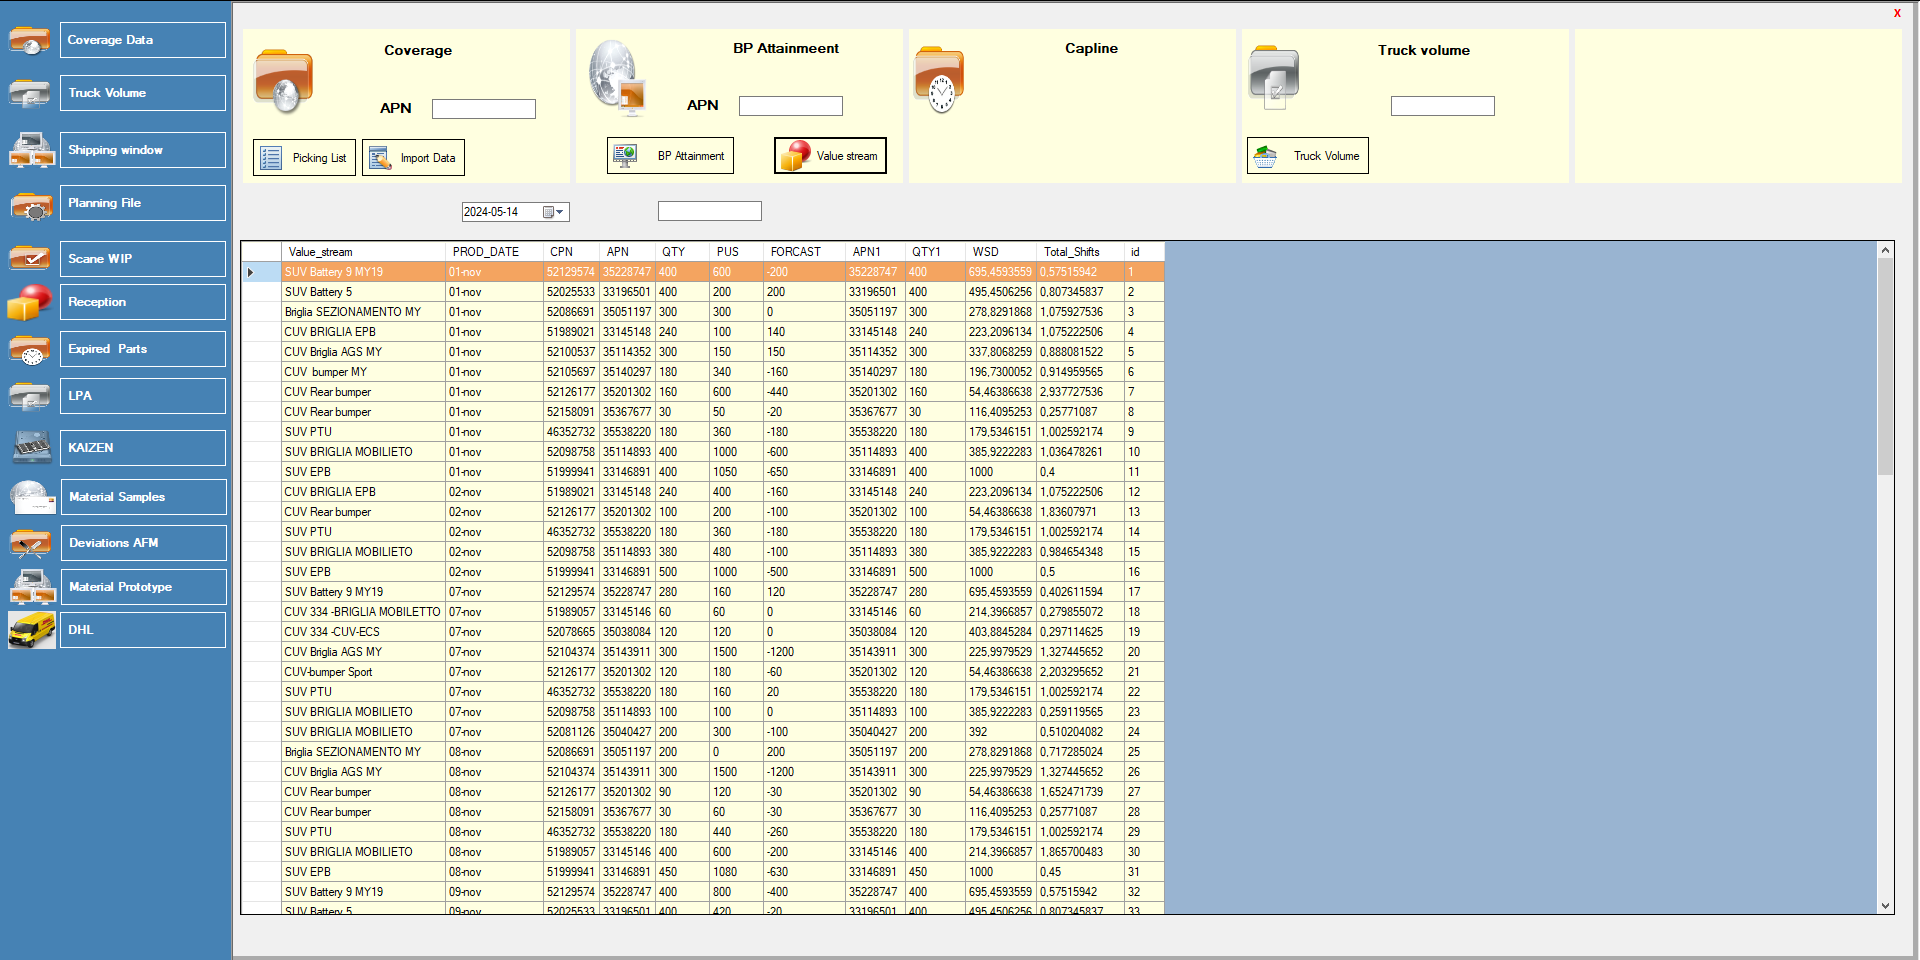 x
Coverage Data
Truck Volume
Shipping window
Planning File
Scane WIP
Reception
Expired  Parts
LPA
KAIZEN
Material Samples
Deviations AFM
Material Prototype
DHL
Coverage
APN
Picking List
Import Data
BP Attainmeent
APN
BP Attainment
Value stream
Capline
Truck volume
Truck Volume
2024-05-14
Value_stream PROD_DATE CPN APN QTY PUS FORCAST APN1 QTY1 WSD Total_Shifts id
SUV Battery 9 MY19 01-nov 52129574 35228747 400 600 -200 35228747 400 695,4593559 0,57515942 1
SUV Battery 5 01-nov 52025533 33196501 400 200 200 33196501 400 495,4506256 0,807345837 2
Briglia SEZIONAMENTO MY 01-nov 52086691 35051197 300 300 0 35051197 300 278,8291868 1,075927536 3
CUV BRIGLIA EPB 01-nov 51989021 33145148 240 100 140 33145148 240 223,2096134 1,075222506 4
CUV Briglia AGS MY 01-nov 52100537 35114352 300 150 150 35114352 300 337,8068259 0,888081522 5
CUV  bumper MY 01-nov 52105697 35140297 180 340 -160 35140297 180 196,7300052 0,914959565 6
CUV Rear bumper 01-nov 52126177 35201302 160 600 -440 35201302 160 54,46386638 2,937727536 7
CUV Rear bumper 01-nov 52158091 35367677 30 50 -20 35367677 30 116,4095253 0,25771087 8
SUV PTU 01-nov 46352732 35538220 180 360 -180 35538220 180 179,5346151 1,002592174 9
SUV BRIGLIA MOBILIETO 01-nov 52098758 35114893 400 1000 -600 35114893 400 385,9222283 1,036478261 10
SUV EPB 01-nov 51999941 33146891 400 1050 -650 33146891 400 1000 0,4 11
CUV BRIGLIA EPB 02-nov 51989021 33145148 240 400 -160 33145148 240 223,2096134 1,075222506 12
CUV Rear bumper 02-nov 52126177 35201302 100 200 -100 35201302 100 54,46386638 1,83607971 13
SUV PTU 02-nov 46352732 35538220 180 360 -180 35538220 180 179,5346151 1,002592174 14
SUV BRIGLIA MOBILIETO 02-nov 52098758 35114893 380 480 -100 35114893 380 385,9222283 0,984654348 15
SUV EPB 02-nov 51999941 33146891 500 1000 -500 33146891 500 1000 0,5 16
SUV Battery 9 MY19 07-nov 52129574 35228747 280 160 120 35228747 280 695,4593559 0,402611594 17
CUV 334 -BRIGLIA MOBILETTO 07-nov 51989057 33145146 60 60 0 33145146 60 214,3966857 0,279855072 18
CUV 334 -CUV-ECS 07-nov 52078665 35038084 120 120 0 35038084 120 403,8845284 0,297114625 19
CUV Briglia AGS MY 07-nov 52104374 35143911 300 1500 -1200 35143911 300 225,9979529 1,327445652 20
CUV-bumper Sport 07-nov 52126177 35201302 120 180 -60 35201302 120 54,46386638 2,203295652 21
SUV PTU 07-nov 46352732 35538220 180 160 20 35538220 180 179,5346151 1,002592174 22
SUV BRIGLIA MOBILIETO 07-nov 52098758 35114893 100 100 0 35114893 100 385,9222283 0,259119565 23
SUV BRIGLIA MOBILIETO 07-nov 52081126 35040427 200 300 -100 35040427 200 392 0,510204082 24
Briglia SEZIONAMENTO MY 08-nov 52086691 35051197 200 0 200 35051197 200 278,8291868 0,717285024 25
CUV Briglia AGS MY 08-nov 52104374 35143911 300 1500 -1200 35143911 300 225,9979529 1,327445652 26
CUV Rear bumper 08-nov 52126177 35201302 90 120 -30 35201302 90 54,46386638 1,652471739 27
CUV Rear bumper 08-nov 52158091 35367677 30 60 -30 35367677 30 116,4095253 0,25771087 28
SUV PTU 08-nov 46352732 35538220 180 440 -260 35538220 180 179,5346151 1,002592174 29
SUV BRIGLIA MOBILIETO 08-nov 51989057 33145146 400 600 -200 33145146 400 214,3966857 1,865700483 30
SUV EPB 08-nov 51999941 33146891 450 1080 -630 33146891 450 1000 0,45 31
SUV Battery 9 MY19 09-nov 52129574 35228747 400 800 -400 35228747 400 695,4593559 0,57515942 32
SUV Battery 5 09-nov 52025533 33196501 400 420 -20 33196501 400 495,4506256 0,807345837 33